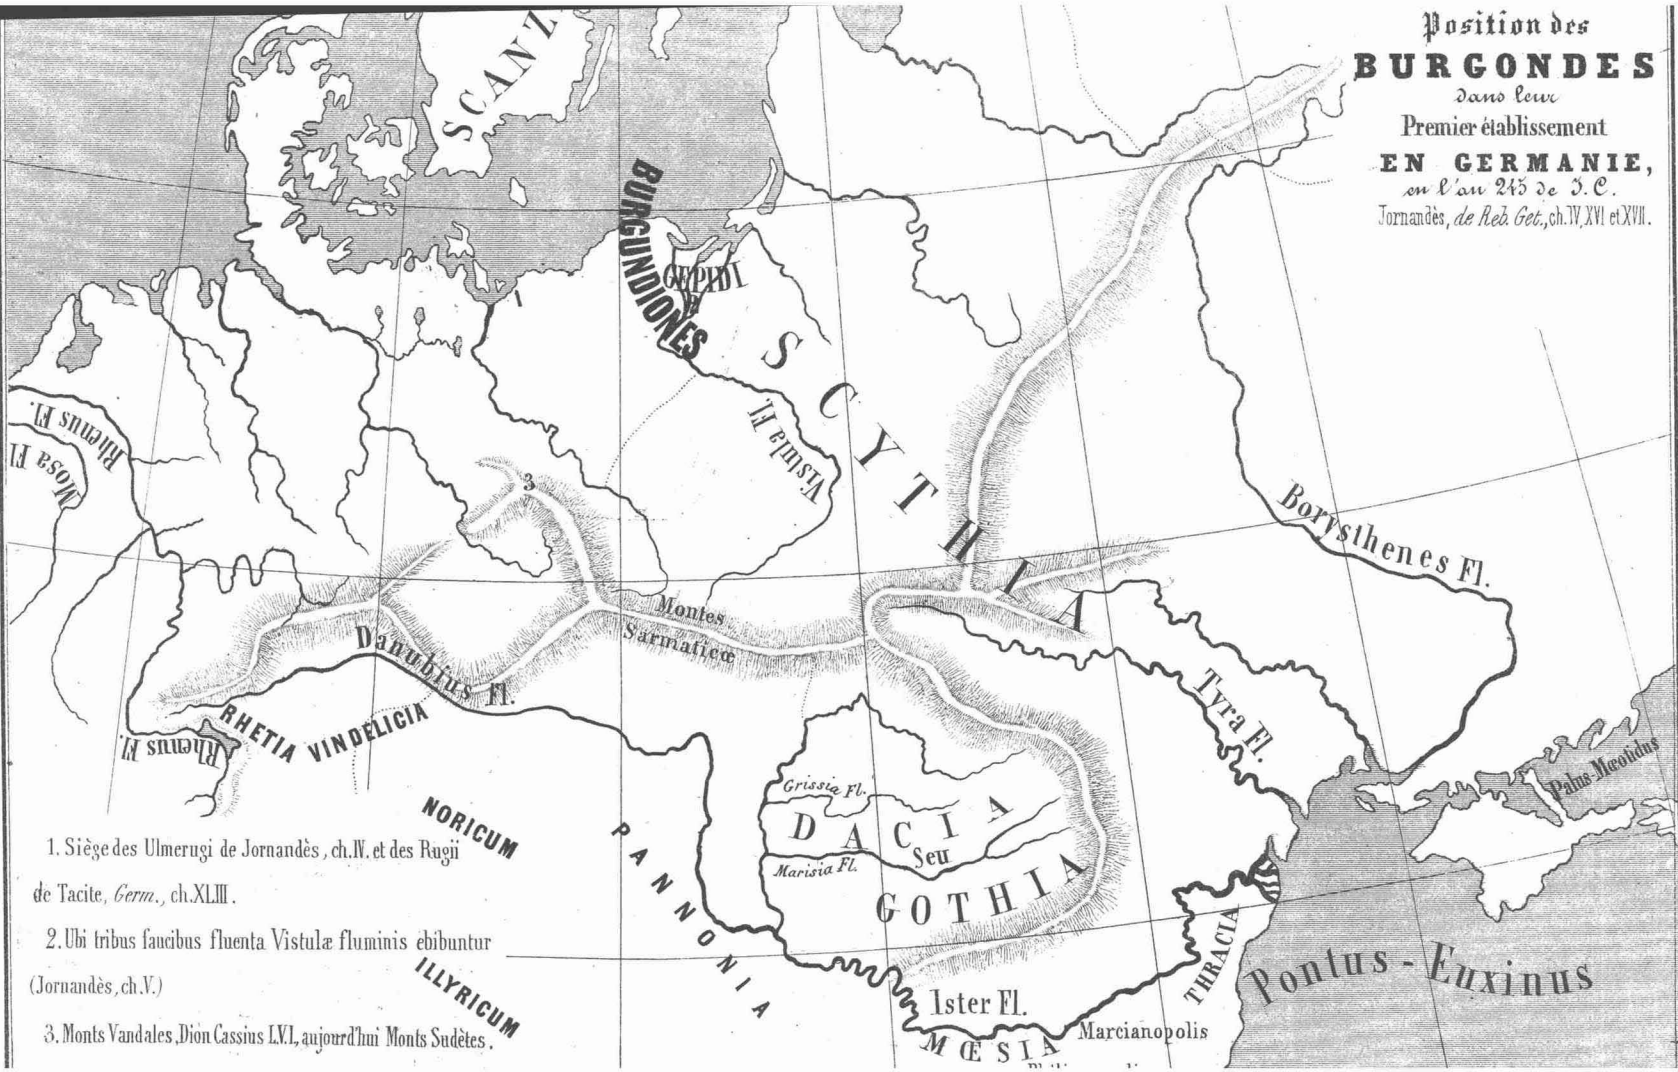 Position des
BURGONDES
dans leur
Premier établissement
EN GERMANIE,
en l'an 245 de J. C.
Jornandès, de Reb. Get., ch. IV, XVI et XVII.
SCANZ
BURGUNDIONES
GEPIDI
2
1
SCYTHIA
Rhenus Fl.
Mosa Fl
Vistula Fl.
3
Borysthenes Fl.
Montes
Sarmaticœ
Danubius Fl.
Tyra Fl.
RHETIA VINDELICIA
Rhenus Fl.
Palus-Mœotidus
Grissia Fl.
NORICUM
PANNONIA
DACIA
Seu
Marisia Fl.
GOTHIA
1. Siège des Ulmerugi de Jornandès, ch. IV. et des Rugii
de Tacite, Germ., ch. XLIII.
2. Ubi tribus faucibus fluenta Vistulæ fluminis ebibuntur
(Jornandès, ch. V.)
3. Monts Vandales, Dion Cassius L.V.I., aujourd'hui Monts Sudètes.
ILLYRICUM
THRACIA
Pontus-Euxinus
Ister Fl.
Marcianopolis
MŒSIA